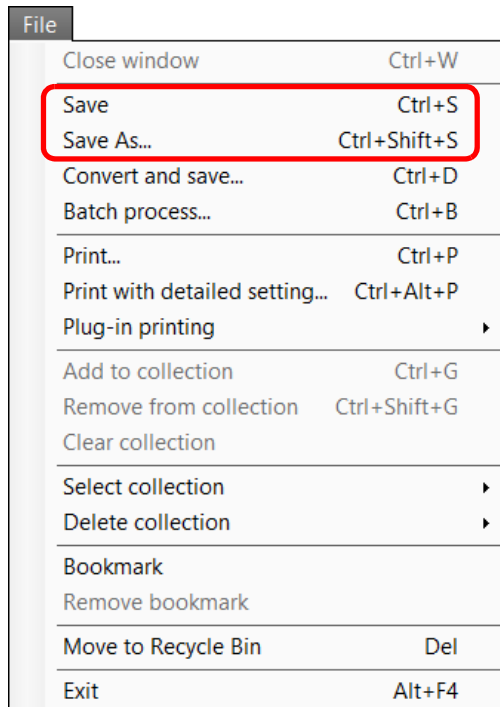 File
Close window Ctrl+W
Save Ctrl+S
Save As... Ctrl+Shift+S
Convert and save... Ctrl+D
Batch process... Ctrl+B
Print... Ctrl+P
Print with detailed setting... Ctrl+Alt+P
Plug-in printing
Add to collection Ctrl+G
Remove from collection Ctrl+Shift+G
Clear collection
Select collection
Delete collection
Bookmark
Remove bookmark
Move to Recycle Bin Del
Exit Alt+F4